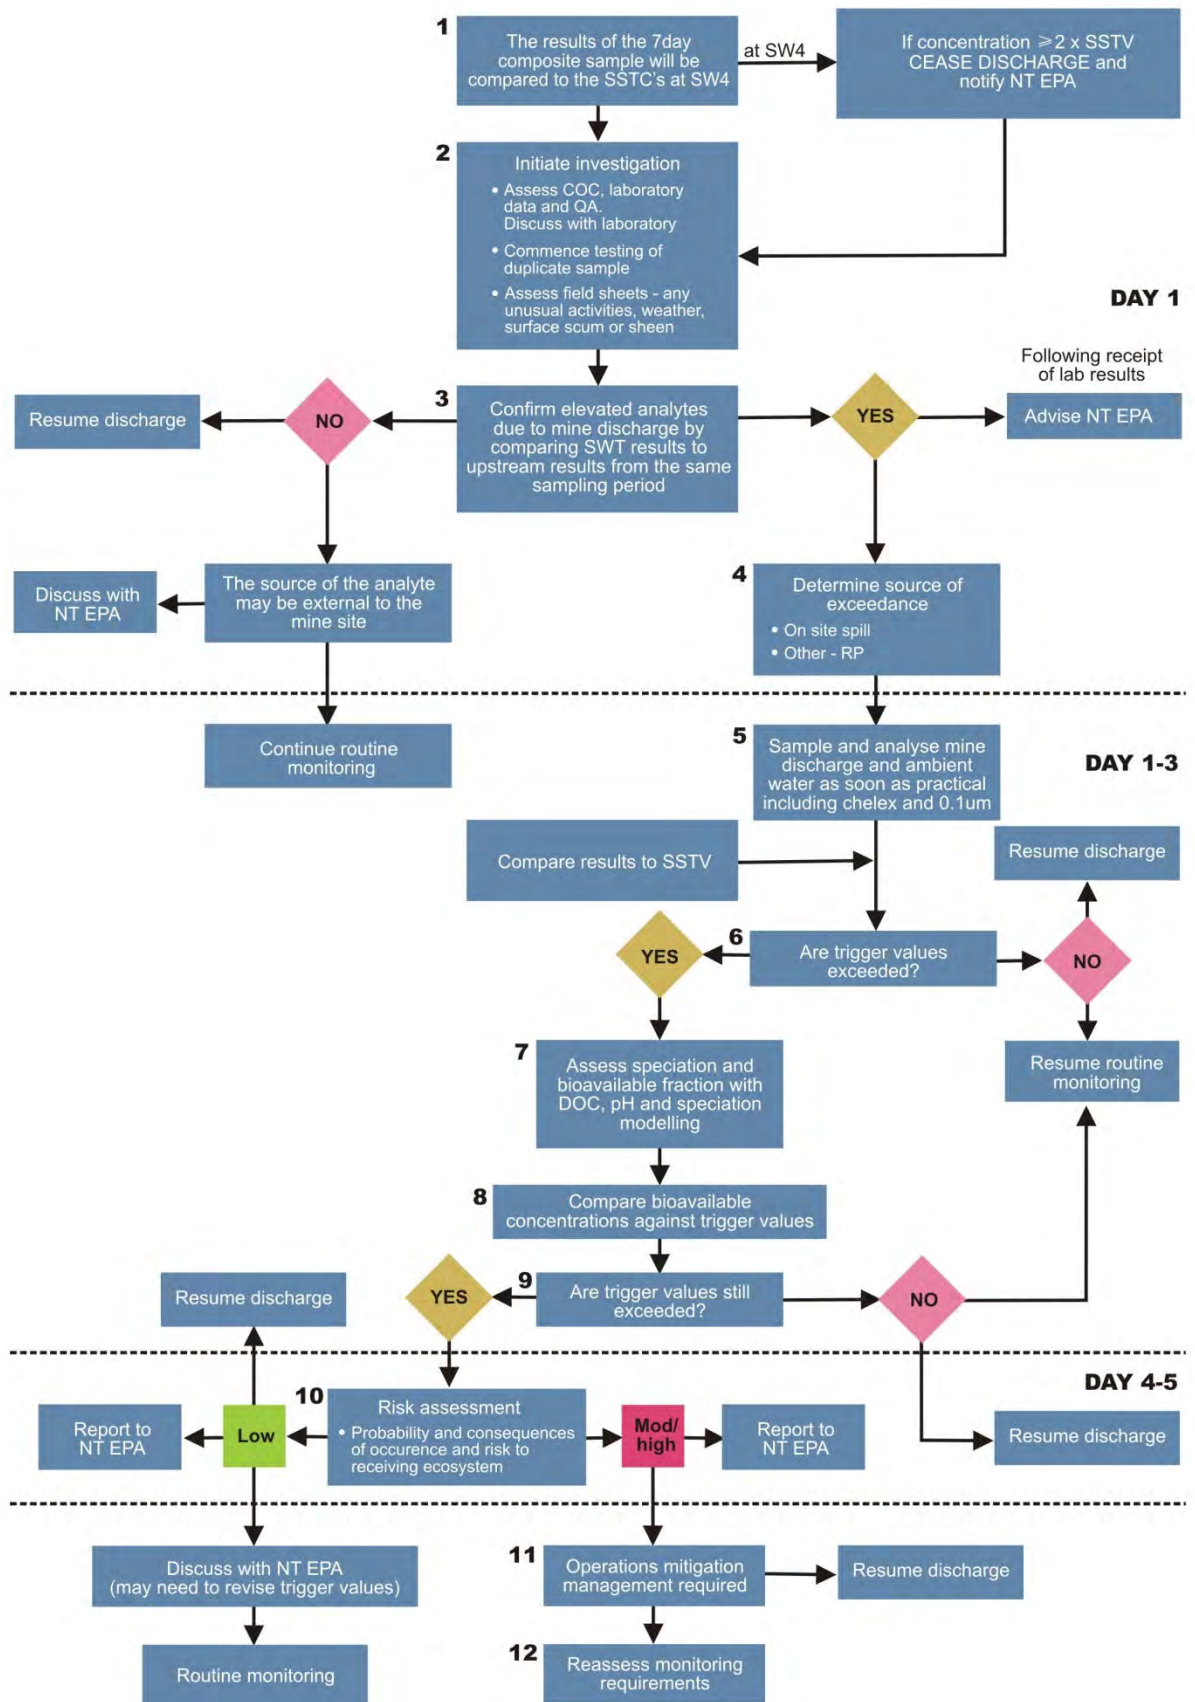 1
The results of the 7day
composite sample will be
compared to the SSTC's at SW4
at SW4
If concentration ⩾2 x SSTV
CEASE DISCHARGE and
notify NT EPA
2
Initiate investigation
• Assess COC, laboratory
data and QA.
Discuss with laboratory
• Commence testing of
duplicate sample
• Assess field sheets - any
unusual activities, weather,
surface scum or sheen
DAY 1
Following receipt
of lab results
Resume discharge
NO
3
Confirm elevated analytes
due to mine discharge by
comparing SWT results to
upstream results from the same
sampling period
YES
Advise NT EPA
Discuss with
NT EPA
The source of the analyte
may be external to the
mine site
4
Determine source of
exceedance
• On site spill
• Other - RP
Continue routine
monitoring
5
Sample and analyse mine
discharge and ambient
water as soon as practical
including chelex and 0.1um
DAY 1-3
Compare results to SSTV
Resume discharge
YES
6
Are trigger values
exceeded?
NO
7
Assess speciation and
bioavailable fraction with
DOC, pH and speciation
modelling
Resume routine
monitoring
8
Compare bioavailable
concentrations against trigger values
Resume discharge
YES
9
Are trigger values still
exceeded?
NO
DAY 4-5
Report to
NT EPA
Low
10
Risk assessment
• Probability and consequences
of occurence and risk to
receiving ecosystem
Mod/
high
Report to
NT EPA
Resume discharge
Discuss with NT EPA
(may need to revise trigger values)
11
Operations mitigation
management required
Resume discharge
Routine monitoring
12
Reassess monitoring
requirements